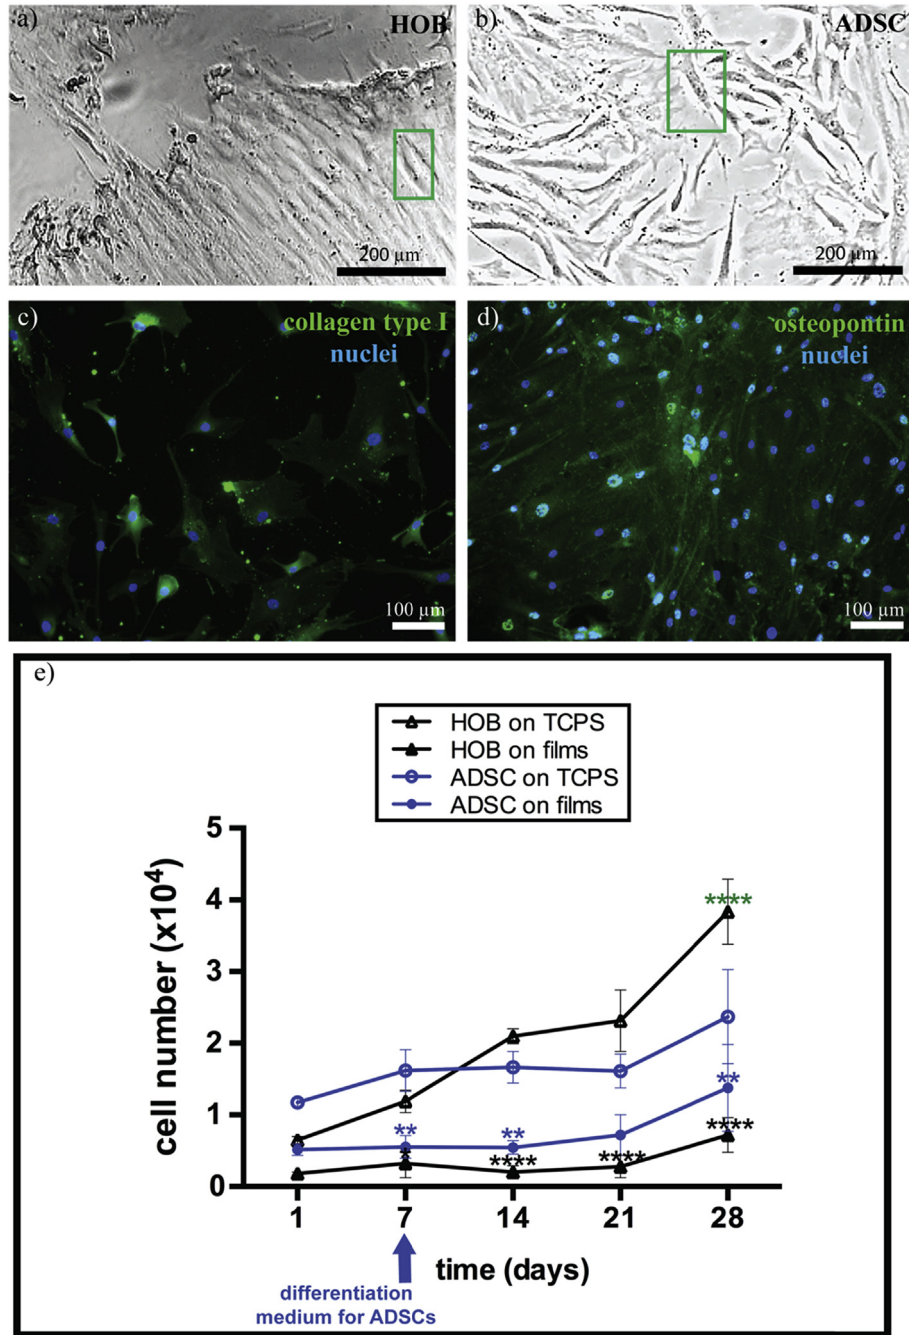 a)
HOB
200 µm
b)
ADSC
200 µm
c)
collagen type I
nuclei
100 µm
d)
osteopontin
nuclei
100 µm
e)
HOB on TCPS
HOB on films
ADSC on TCPS
ADSC on films
cell number (x10⁴)
5
4
3
2
1
0
****
**
**
**
*
****
****
****
1 7 14 21 28
time (days)
differentiation
medium for ADSCs